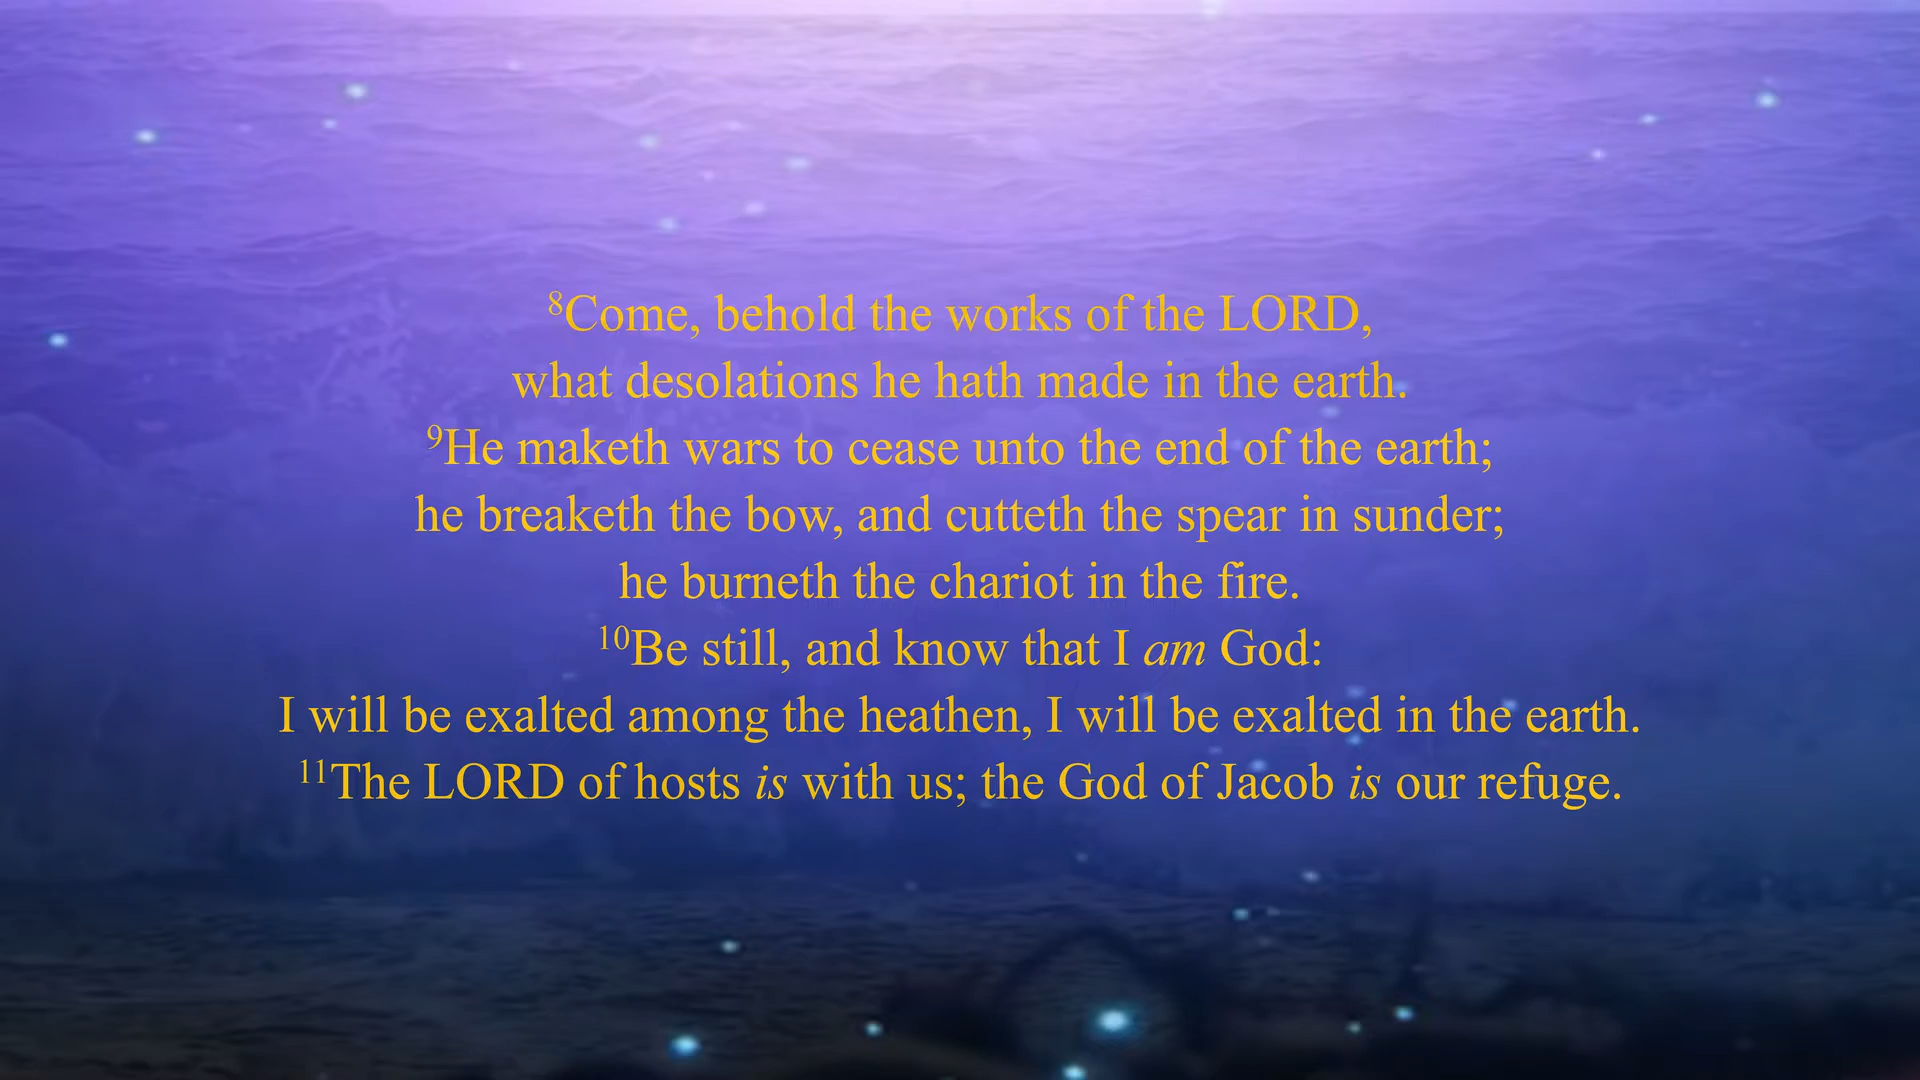 ⁸Come, behold the works of the LORD,
what desolations he hath made in the earth.
⁹He maketh wars to cease unto the end of the earth;
he breaketh the bow, and cutteth the spear in sunder;
he burneth the chariot in the fire.
¹⁰Be still, and know that I am God:
I will be exalted among the heathen, I will be exalted in the earth.
¹¹The LORD of hosts is with us; the God of Jacob is our refuge.